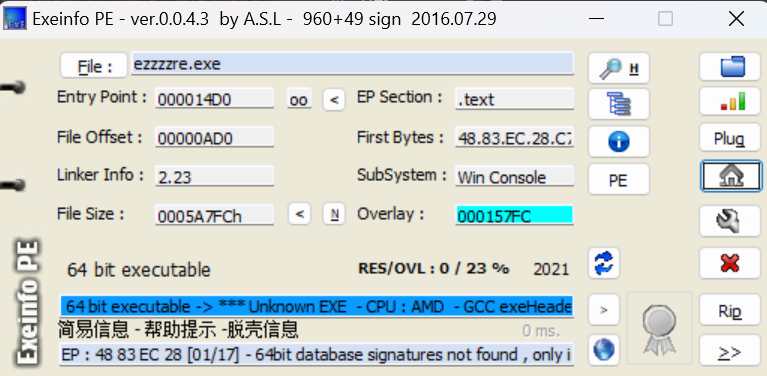 Exeinfo PE - ver.0.0.4.3 by A.S.L - 960+49 sign 2016.07.29
File : ezzzzre.exe H
Entry Point : 000014D0 oo < EP Section : .text
File Offset : 00000AD0 First Bytes : 48.83.EC.28.C7 Plug
Linker Info : 2.23 SubSystem : Win Console PE
File Size : 0005A7FCh < N Overlay : 000157FC
Exeinfo PE
64 bit executable RES/OVL : 0 / 23 % 2021
64 bit executable -> *** Unknown EXE - CPU : AMD - GCC exeHeade > Rip
简易信息 - 帮助提示 -脱壳信息 0 ms.
EP : 48 83 EC 28 [01/17] - 64bit database signatures not found , only i >>